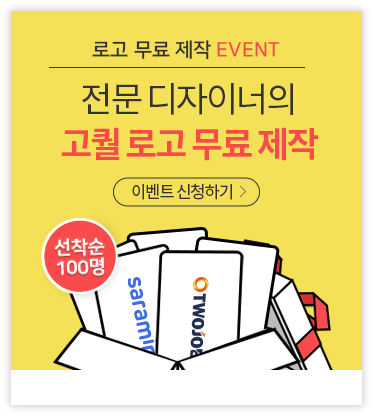 로고 무료 제작 EVENT
전문 디자이너의
고퀄 로고 무료 제작
이벤트 신청하기 >
선착순
100명
saramin
TWOJOB